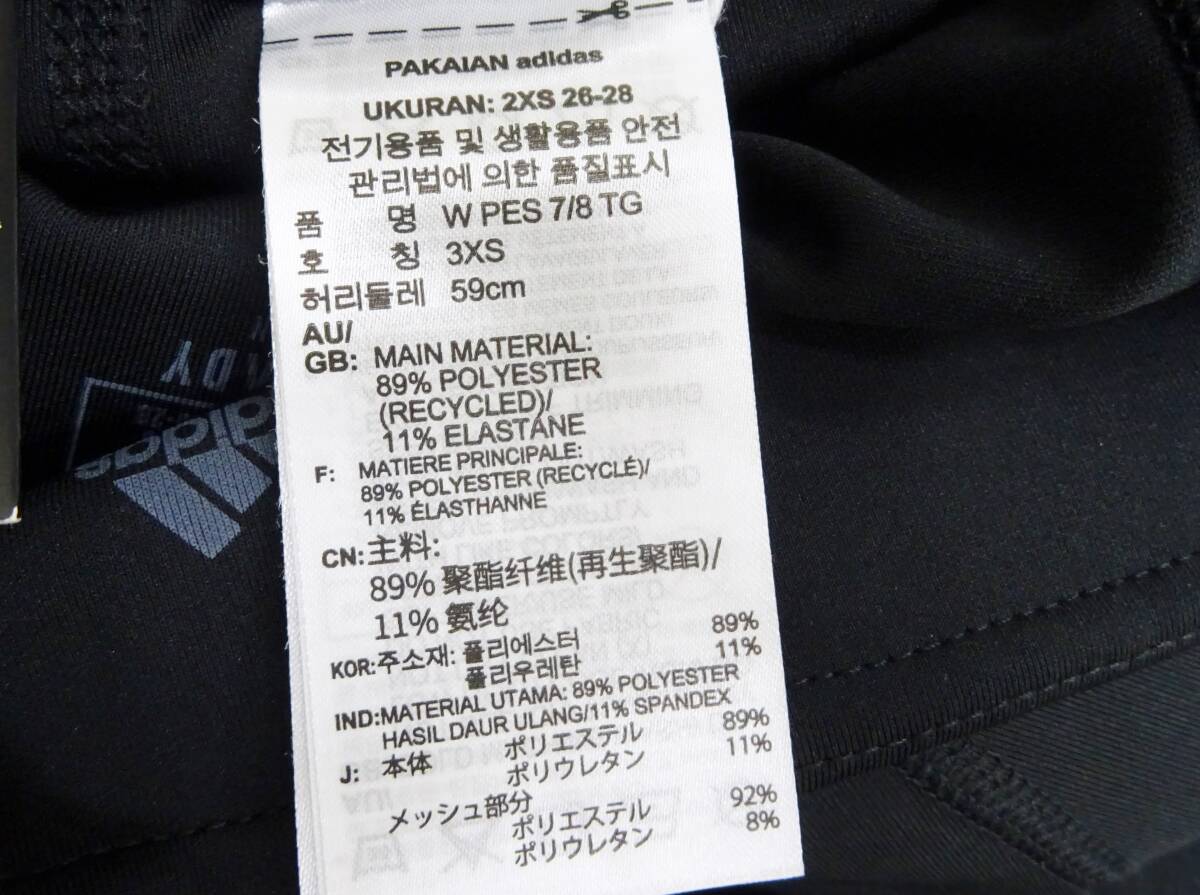 PAKAIAN adidas
UKURAN: 2XS 26-28
전기용품 및 생활용품 안전
관리법에 의한 품질표시
품 명 W PES 7/8 TG
호 칭 3XS
허리둘레 59cm
AU/
GB: MAIN MATERIAL:
89% POLYESTER
(RECYCLED)/
11% ELASTANE
F: MATIERE PRINCIPALE:
89% POLYESTER (RECYCLÉ)/
11% ÉLASTHANNE
CN: 主料:
89% 聚酯纤维(再生聚酯)/
11% 氨纶
KOR: 주소재: 폴리에스터 89%
폴리우레탄 11%
IND: MATERIAL UTAMA: 89% POLYESTER
HASIL DAUR ULANG/11% SPANDEX
J: 本体 ポリエステル 89%
ポリウレタン 11%
メッシュ部分
ポリエステル 92%
ポリウレタン 8%
adidas